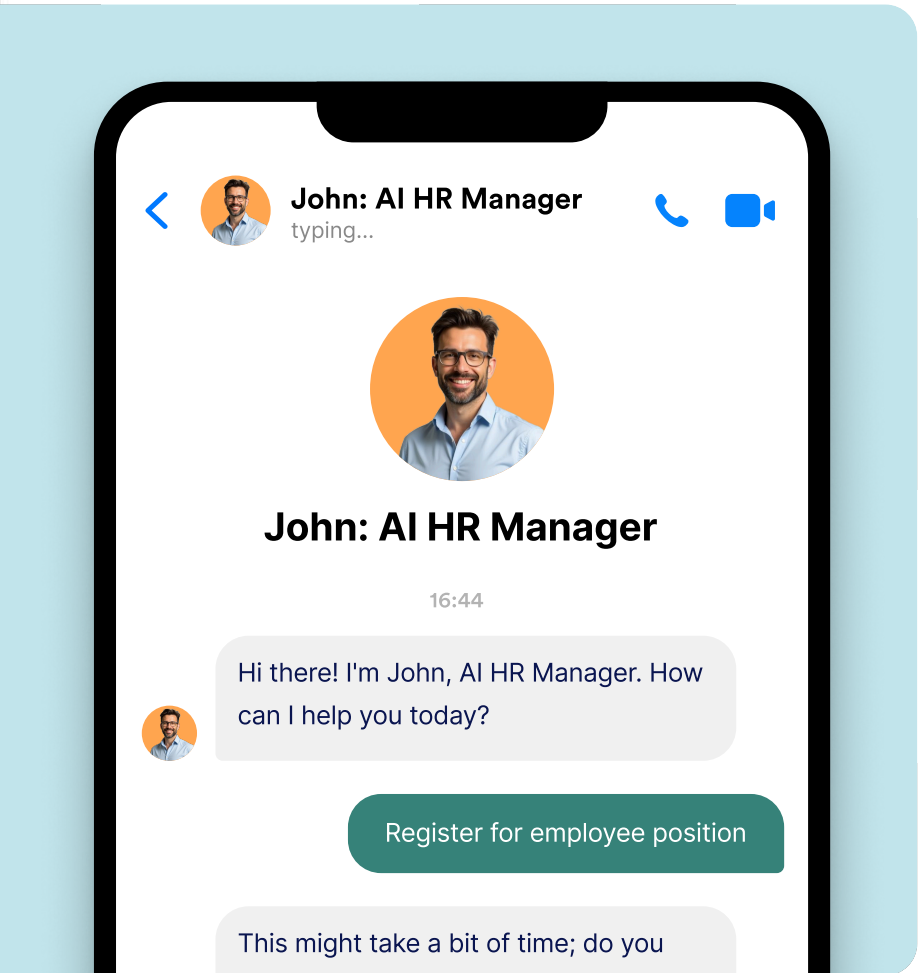 John: AI HR Manager
typing...
John: AI HR Manager
16:44
Hi there! I'm John, AI HR Manager. How
can I help you today?
Register for employee position
This might take a bit of time; do you